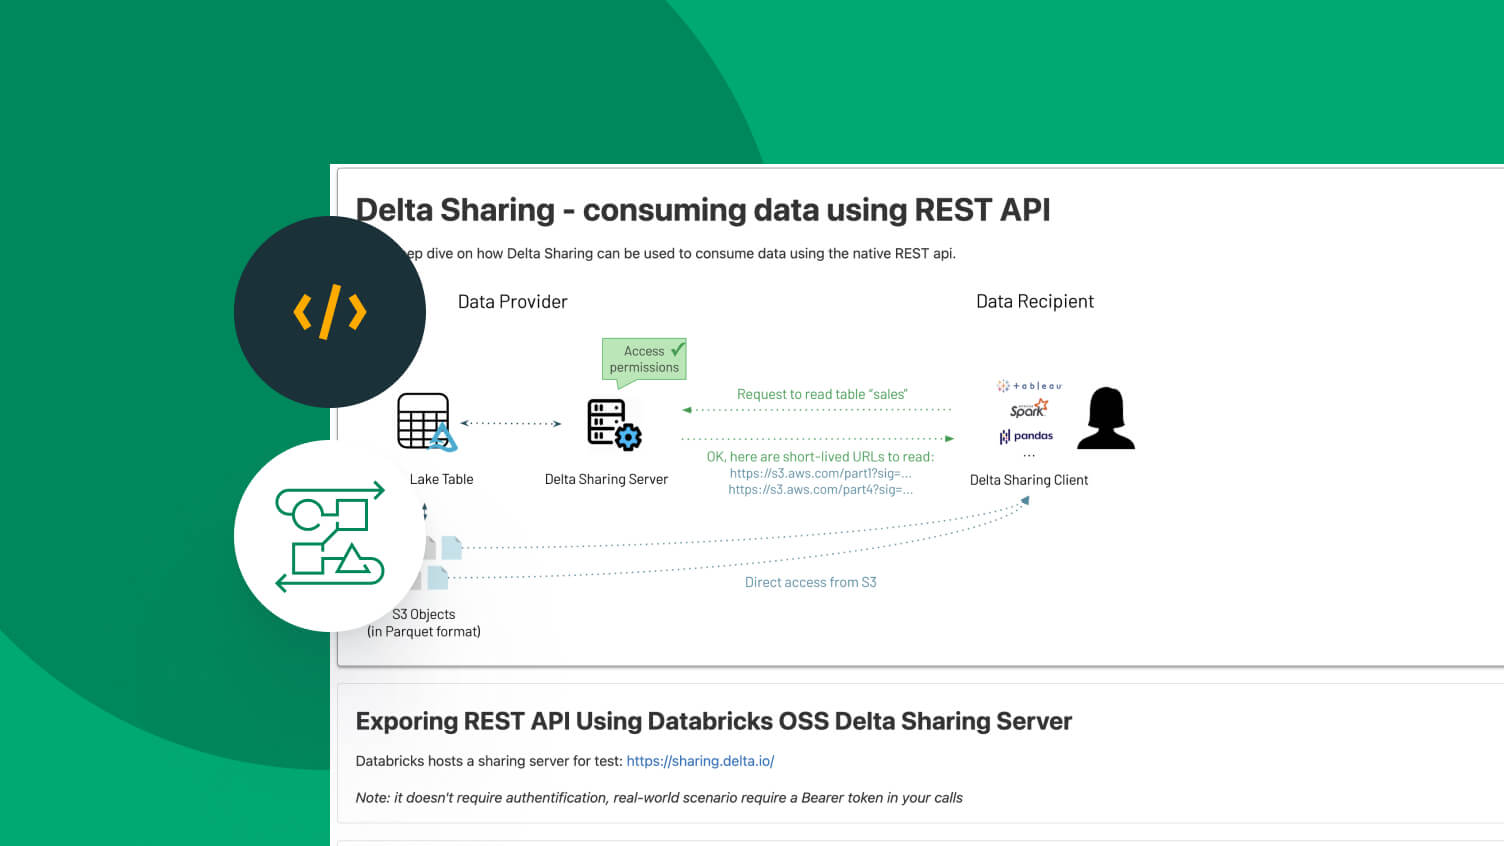 Delta Sharing - consuming data using REST API
dive on how Delta Sharing can be used to consume data using the native REST api.
Data Provider
Data Recipient
Access
permissions
Request to read table “sales”
+ableau
Spark
pandas
...
OK, here are short-lived URLs to read:
https://s3.aws.com/part1?sig=...
https://s3.aws.com/part4?sig=...
Lake Table
Delta Sharing Server
Delta Sharing Client
Direct access from S3
S3 Objects
(in Parquet format)
Exporing REST API Using Databricks OSS Delta Sharing Server
Databricks hosts a sharing server for test: https://sharing.delta.io/
Note: it doesn't require authentification, real-world scenario require a Bearer token in your calls